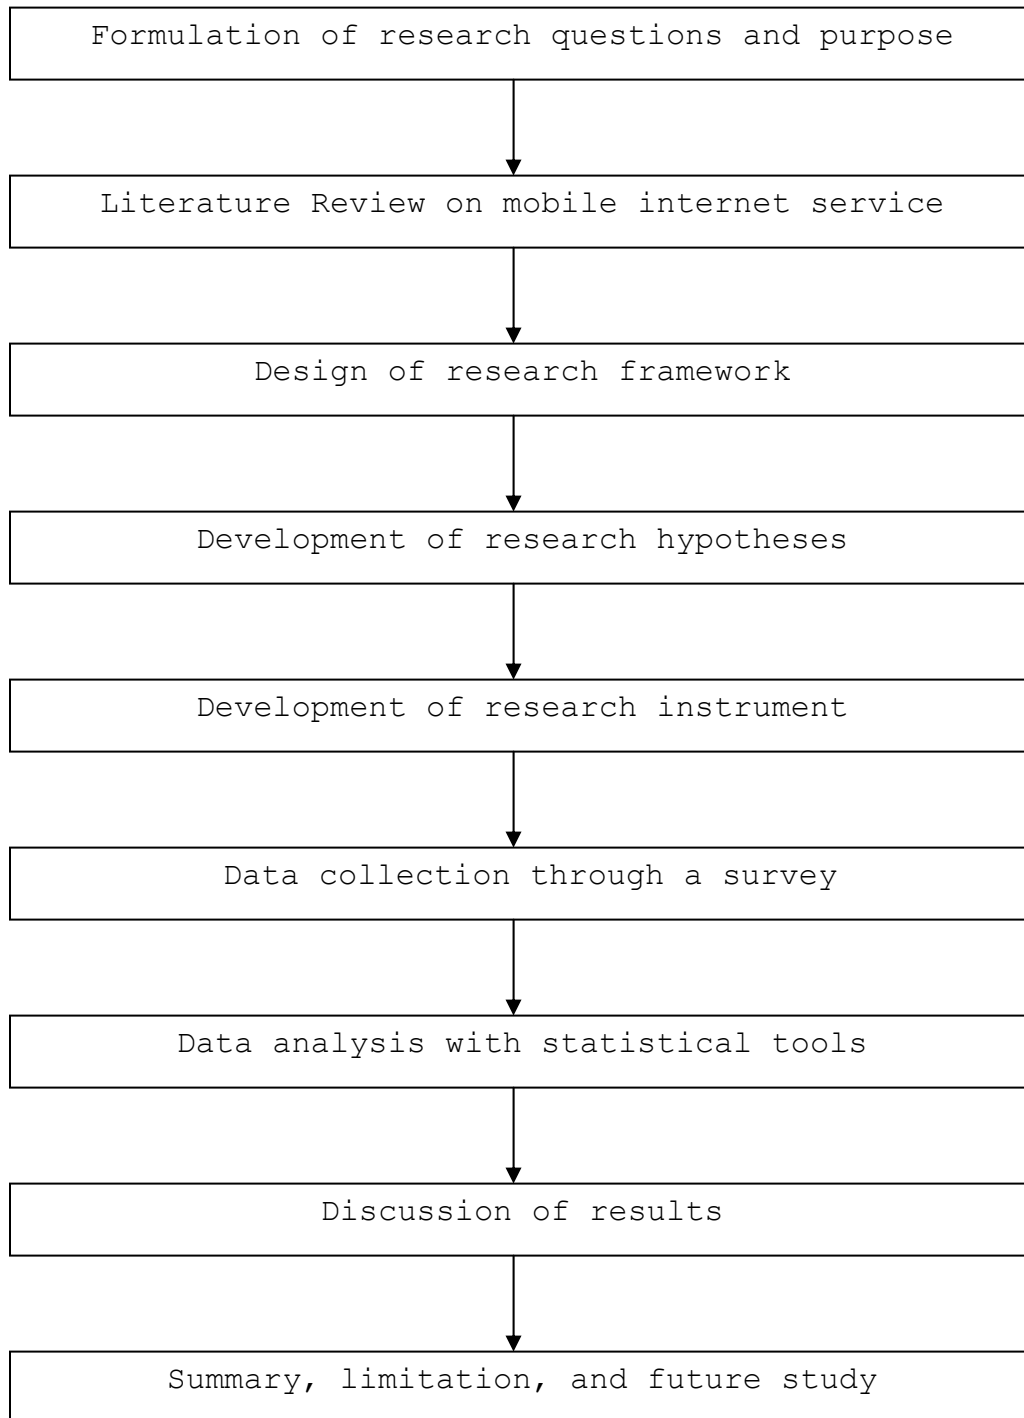 Formulation of research questions and purpose
Literature Review on mobile internet service
Design of research framework
Development of research hypotheses
Development of research instrument
Data collection through a survey
Data analysis with statistical tools
Discussion of results
Summary, limitation, and future study